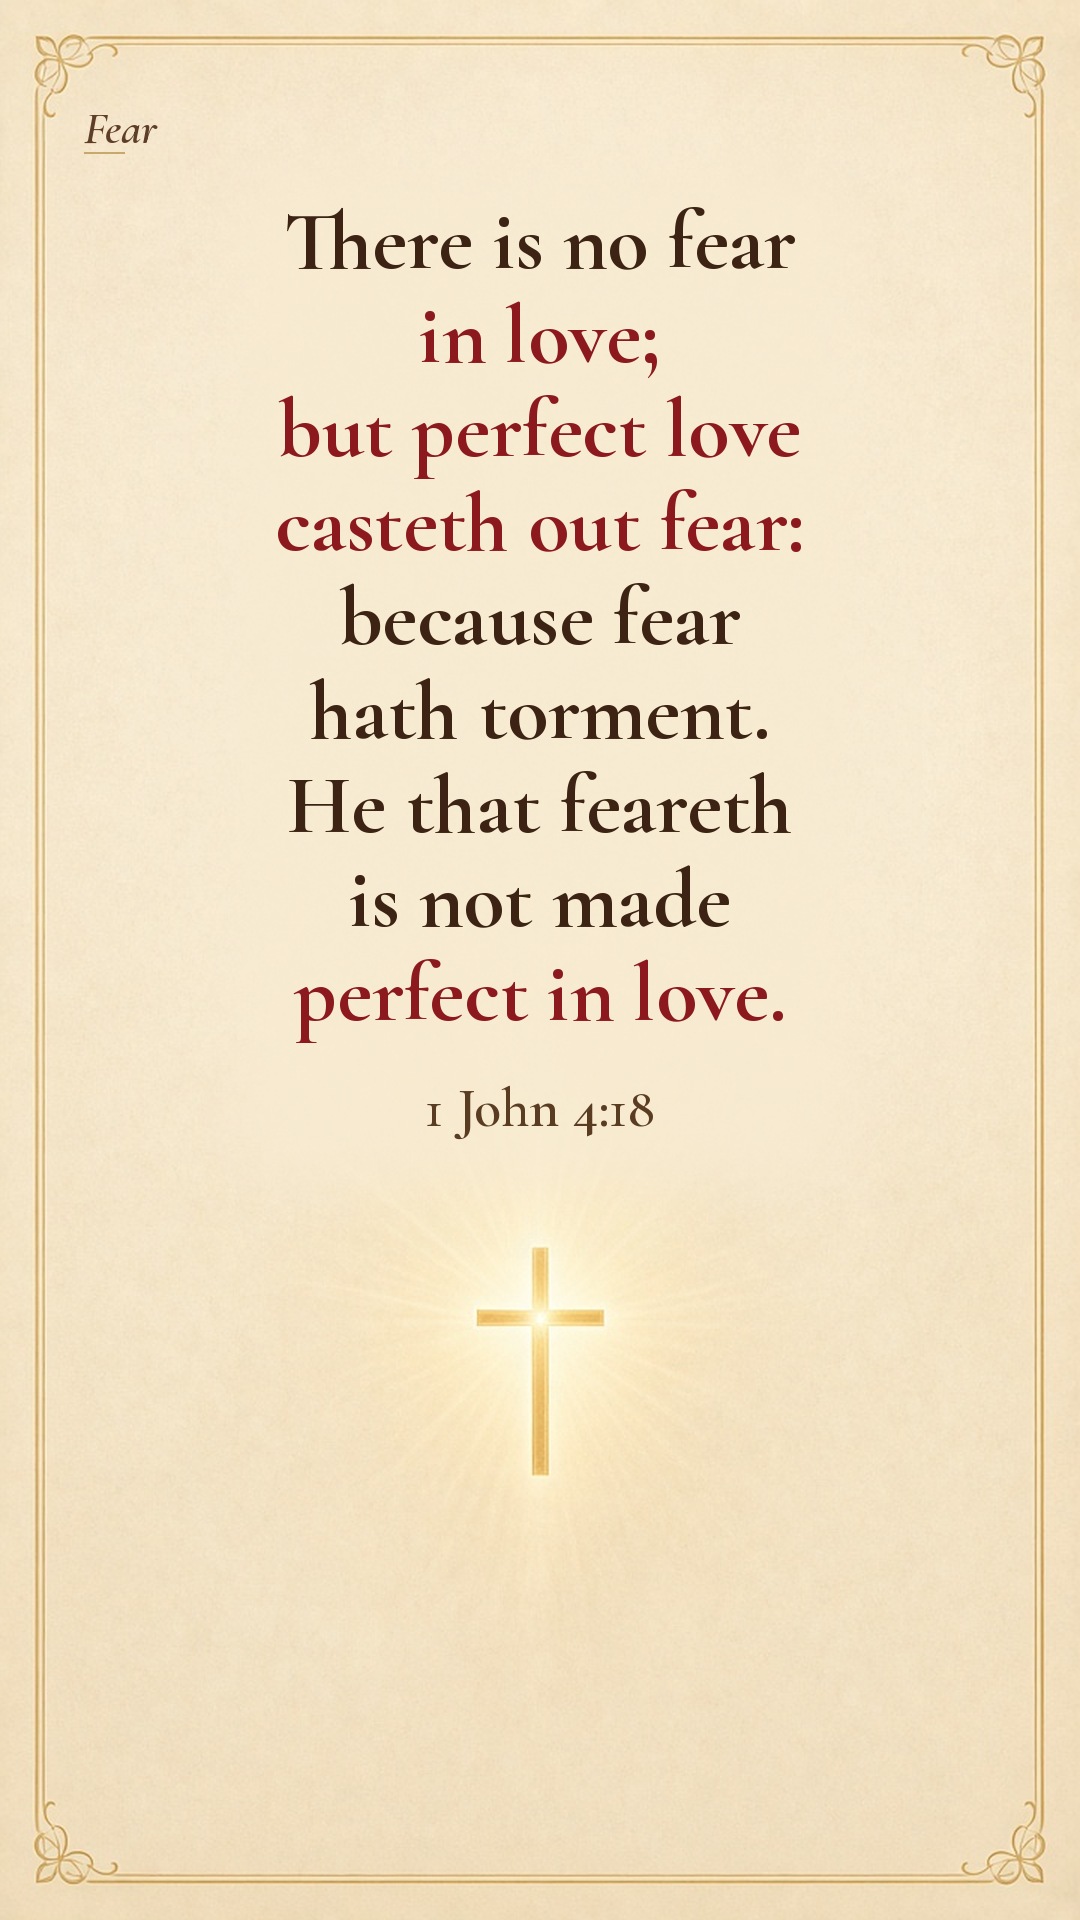 Fear
There is no fear
in love;
but perfect love
casteth out fear:
because fear
hath torment.
He that feareth
is not made
perfect in love.
1 John 4:18